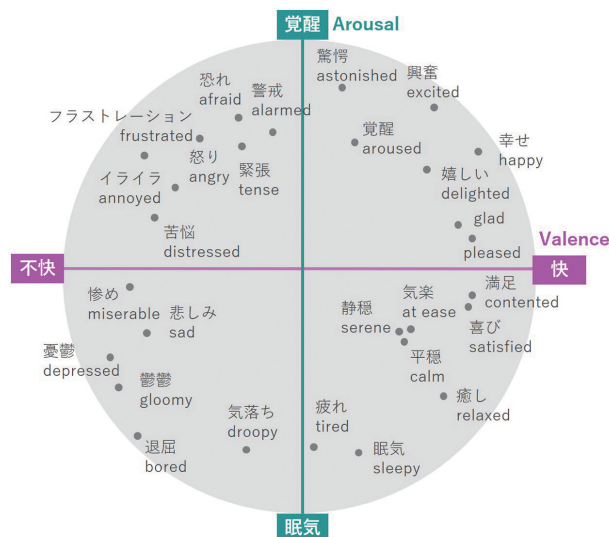 覚醒 Arousal
驚愕
astonished
興奮
excited
恐れ
afraid
警戒
alarmed
フラストレーション
frustrated
覚醒
aroused
幸せ
happy
怒り
angry
緊張
tense
嬉しい
delighted
イライラ
annoyed
苦悩
distressed
glad
pleased
Valence
不快
快
惨め
miserable
悲しみ
sad
静穏
serene
気楽
at ease
満足
contented
喜び
satisfied
平穏
calm
憂鬱
depressed
鬱鬱
gloomy
癒し
relaxed
気落ち
droopy
疲れ
tired
退屈
bored
眠気
sleepy
眠気